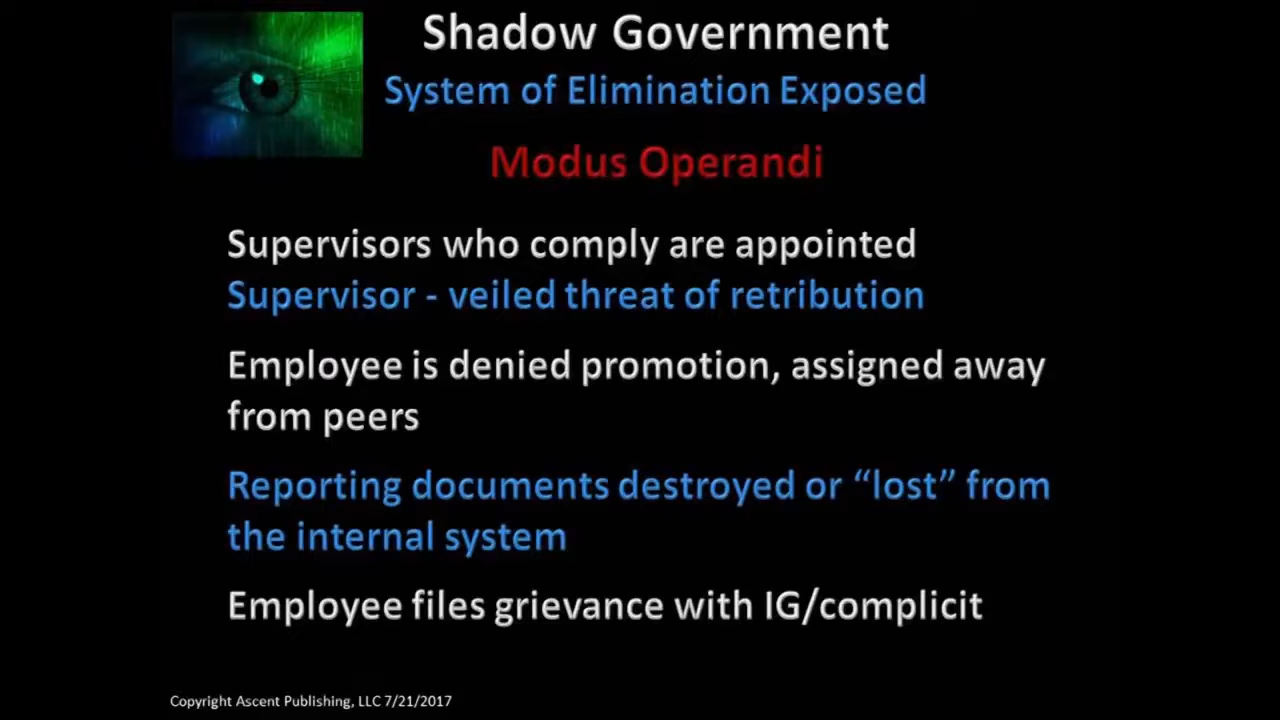 Shadow Government
System of Elimination Exposed
Modus Operandi
Supervisors who comply are appointed
Supervisor - veiled threat of retribution
Employee is denied promotion, assigned away
from peers
Reporting documents destroyed or “lost” from
the internal system
Employee files grievance with IG/complicit
Copyright Ascent Publishing, LLC 7/21/2017